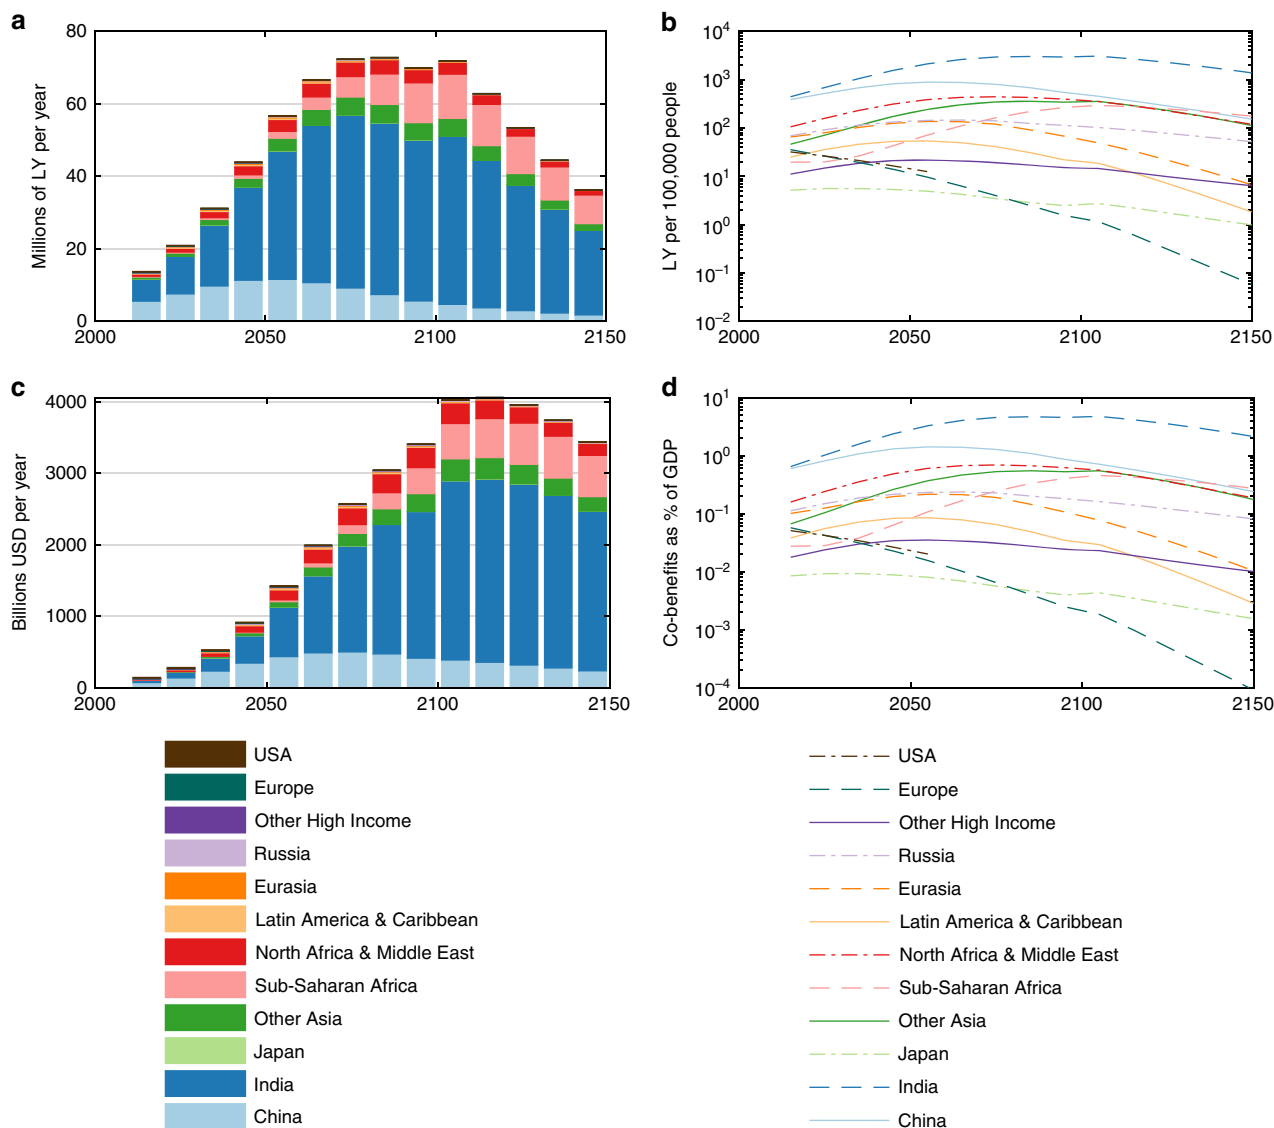 a
80
60
40
20
0
Millions of LY per year
2000
2050
2100
2150
b
10^4
10^3
10^2
10^1
10^0
10^−1
10^−2
LY per 100,000 people
2000
2050
2100
2150
c
4000
3000
2000
1000
0
Billions USD per year
2000
2050
2100
2150
d
10^1
10^0
10^−1
10^−2
10^−3
10^−4
Co-benefits as % of GDP
2000
2050
2100
2150
USA
Europe
Other High Income
Russia
Eurasia
Latin America & Caribbean
North Africa & Middle East
Sub-Saharan Africa
Other Asia
Japan
India
China
USA
Europe
Other High Income
Russia
Eurasia
Latin America & Caribbean
North Africa & Middle East
Sub-Saharan Africa
Other Asia
Japan
India
China